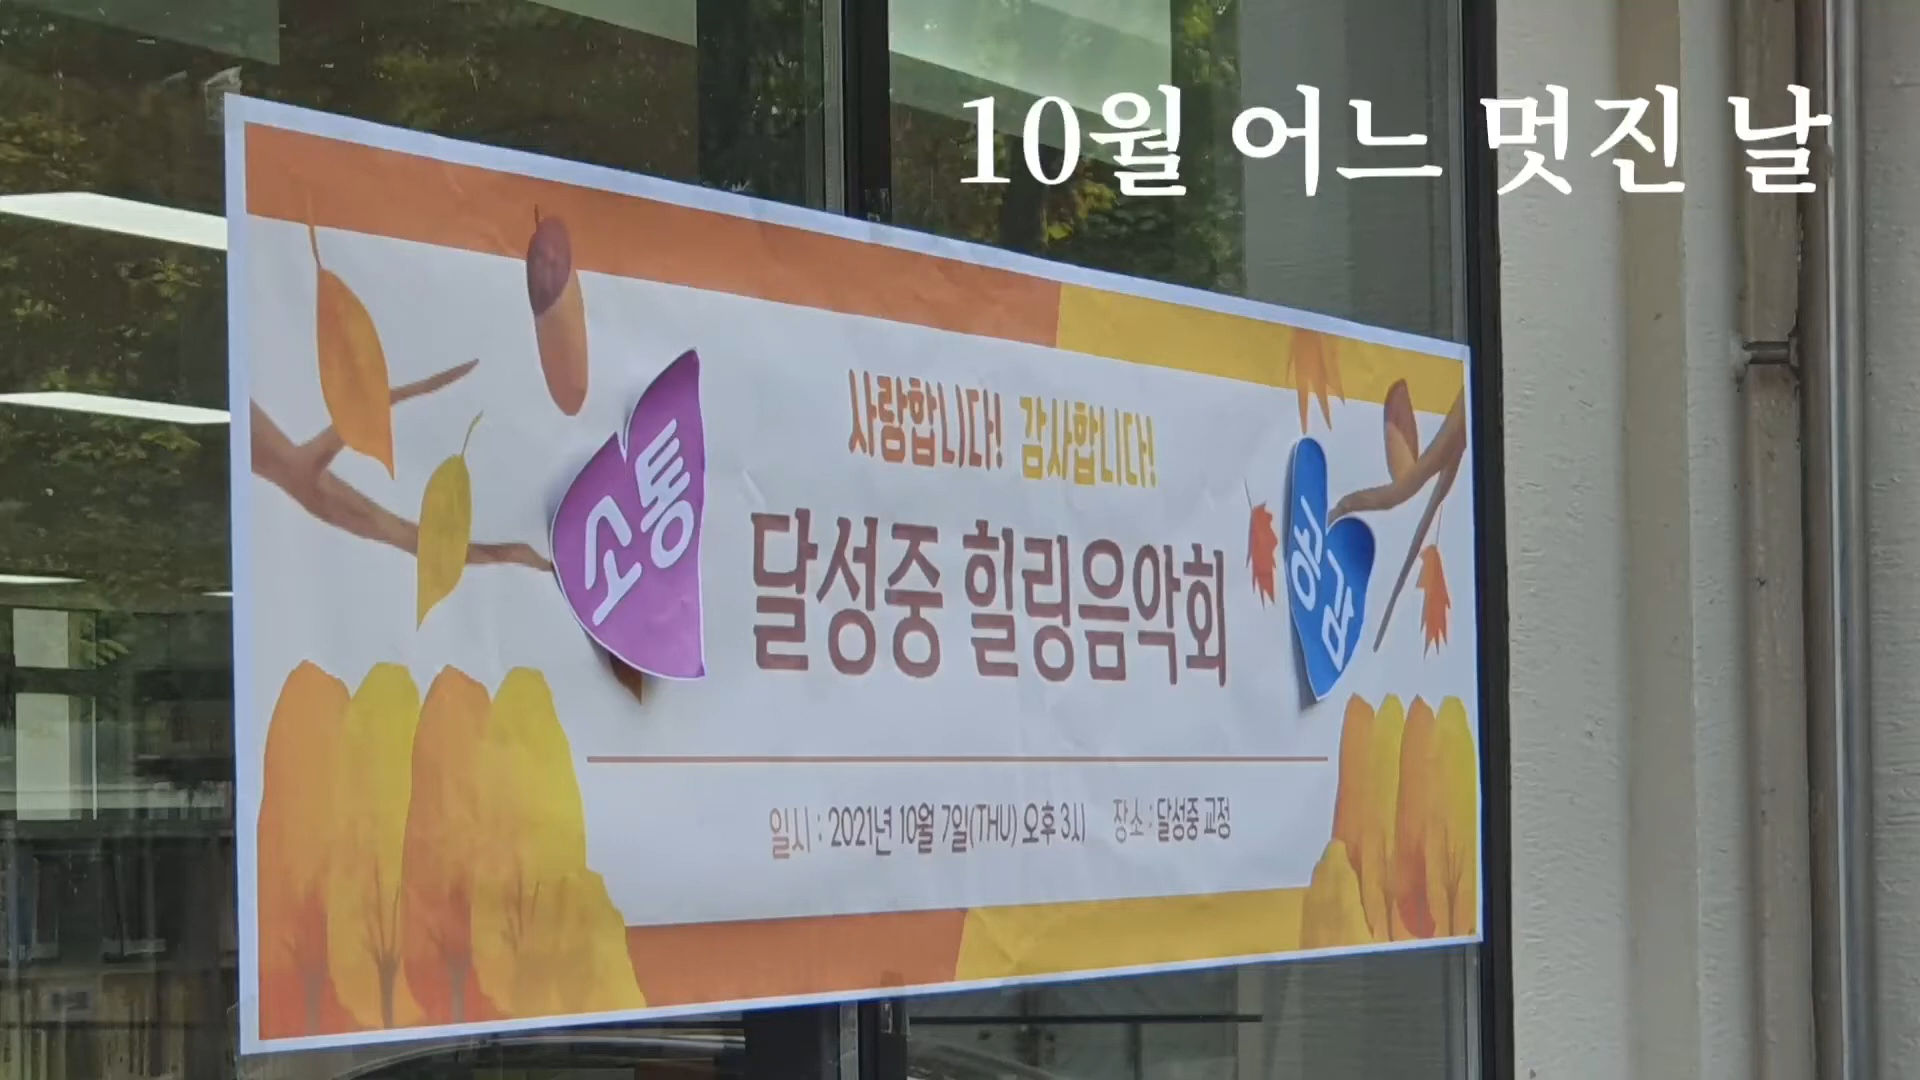 10월 어느 멋진 날
사랑합니다! 감사합니다!
소통
달성중 힐링음악회
공감
일시 : 2021년 10월 7일(THU) 오후 3시 장소 : 달성중 교정